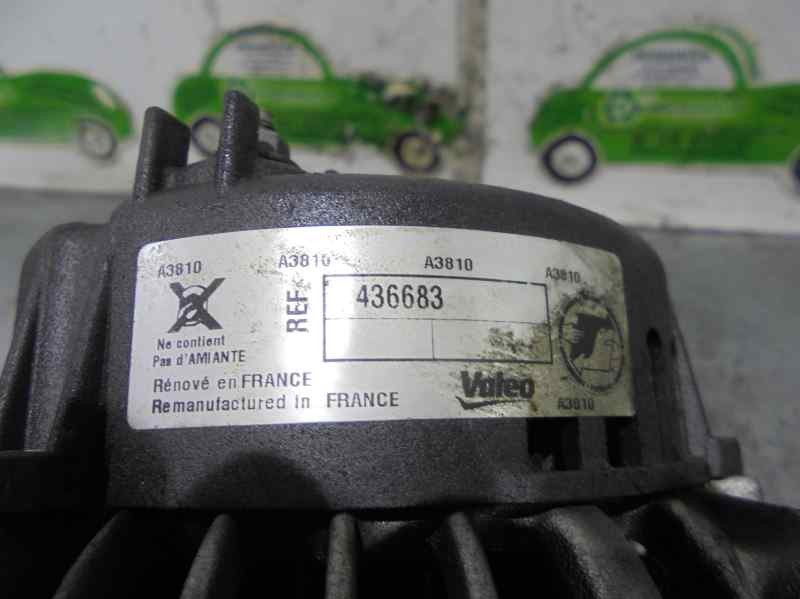 A3810 A3810 A3810 A3810
REF 436683
Ne contient
Pas d'AMIANTE
Rénové en FRANCE
Remanufactured in FRANCE
Valeo
A3810